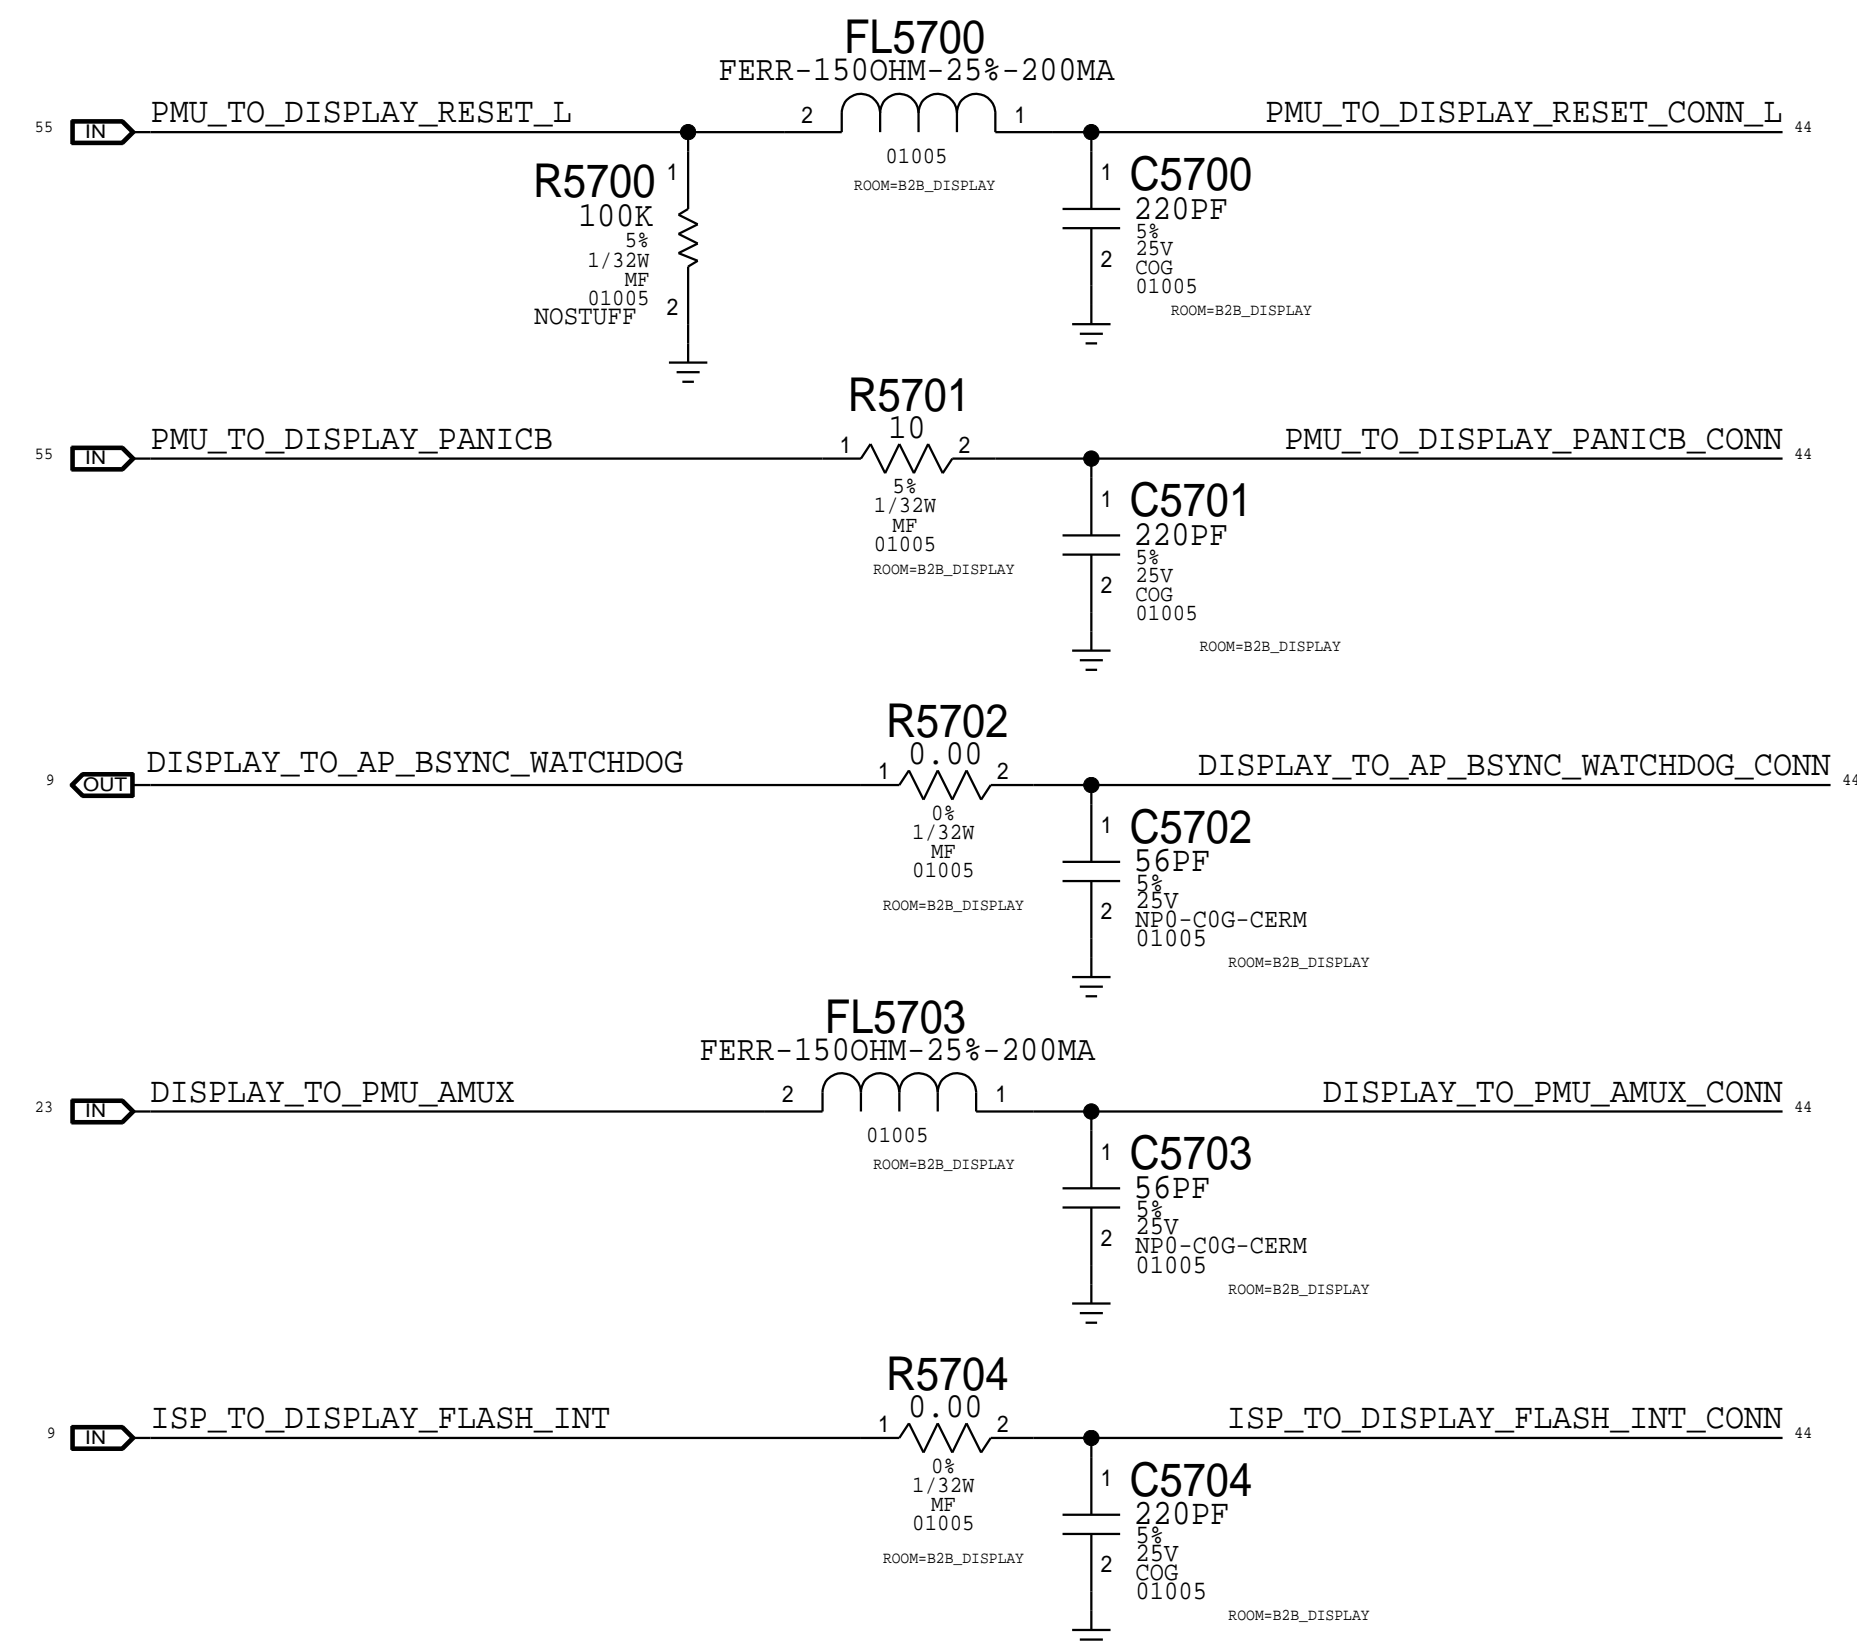 FL5700
FERR-150OHM-25%-200MA
55 IN PMU_TO_DISPLAY_RESET_L 2 1 PMU_TO_DISPLAY_RESET_CONN_L 44
01005
ROOM=B2B_DISPLAY
R5700 1
100K
5%
1/32W
MF
01005
NOSTUFF 2
1 C5700
220PF
5%
25V
2
COG
01005
ROOM=B2B_DISPLAY
R5701
10
55 IN PMU_TO_DISPLAY_PANICB 1 2 PMU_TO_DISPLAY_PANICB_CONN 44
5%
1/32W
MF
01005
ROOM=B2B_DISPLAY
1 C5701
220PF
5%
25V
2
COG
01005
ROOM=B2B_DISPLAY
R5702
0.00
9 OUT DISPLAY_TO_AP_BSYNC_WATCHDOG 1 2 DISPLAY_TO_AP_BSYNC_WATCHDOG_CONN 44
0%
1/32W
MF
01005
ROOM=B2B_DISPLAY
1 C5702
56PF
5%
25V
2
NP0-C0G-CERM
01005
ROOM=B2B_DISPLAY
FL5703
FERR-150OHM-25%-200MA
23 IN DISPLAY_TO_PMU_AMUX 2 1 DISPLAY_TO_PMU_AMUX_CONN 44
01005
ROOM=B2B_DISPLAY
1 C5703
56PF
5%
25V
2
NP0-C0G-CERM
01005
ROOM=B2B_DISPLAY
R5704
0.00
9 IN ISP_TO_DISPLAY_FLASH_INT 1 2 ISP_TO_DISPLAY_FLASH_INT_CONN 44
0%
1/32W
MF
01005
ROOM=B2B_DISPLAY
1 C5704
220PF
5%
25V
2
COG
01005
ROOM=B2B_DISPLAY